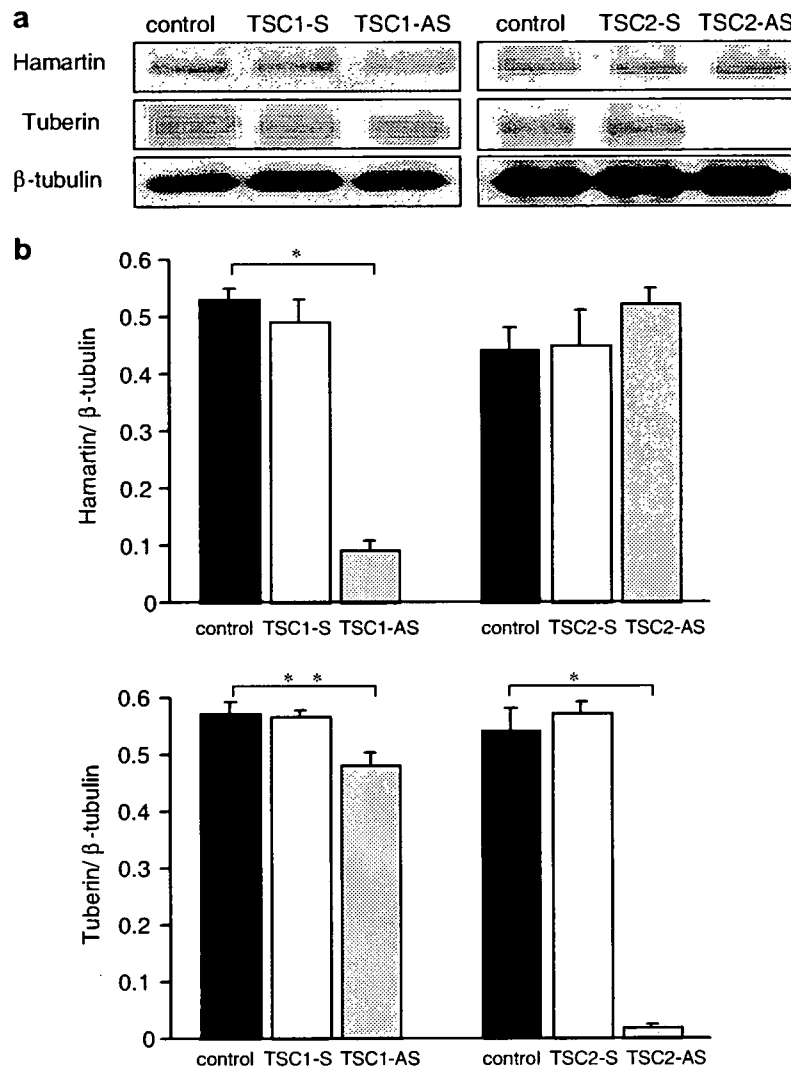 a
control TSC1-S TSC1-AS TSC2-S TSC2-AS
control
Hamartin
Tuberin
β-tubulin
b
Hamartin/ β-tubulin
0.6
0.5
0.4
0.3
0.2
0.1
0
*
control TSC1-S TSC1-AS
control TSC2-S TSC2-AS
Tuberin/ β-tubulin
0.6
0.5
0.4
0.3
0.2
0.1
0
* *
*
control TSC1-S TSC1-AS
control TSC2-S TSC2-AS